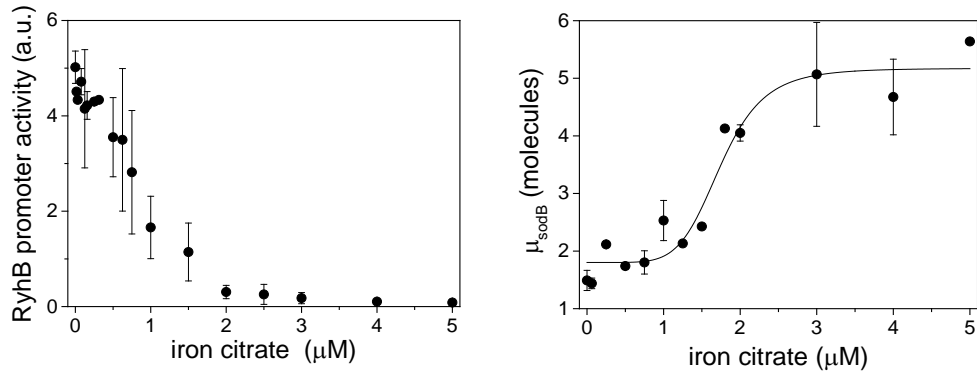 RyhB promoter activity (a.u.)
6
4
2
0
0 1 2 3 4 5
iron citrate (μM)
μsodB (molecules)
6
5
4
3
2
1
0 1 2 3 4 5
iron citrate (μM)